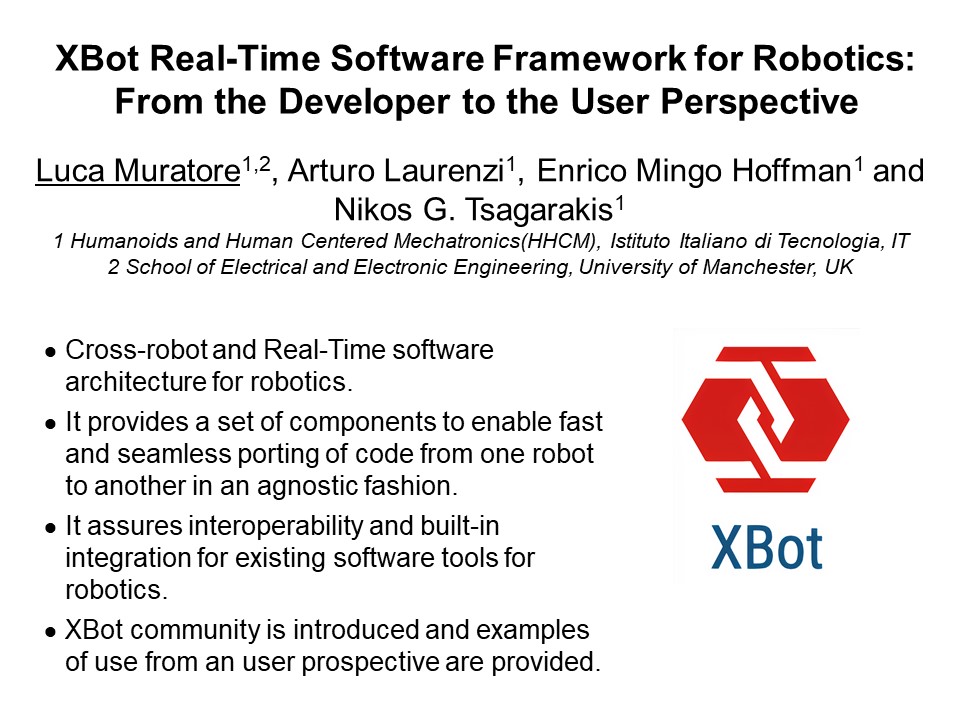 XBot Real-Time Software Framework for Robotics:
From the Developer to the User Perspective
Luca Muratore1,2, Arturo Laurenzi1, Enrico Mingo Hoffman1 and
Nikos G. Tsagarakis1
1 Humanoids and Human Centered Mechatronics(HHCM), Istituto Italiano di Tecnologia, IT
2 School of Electrical and Electronic Engineering, University of Manchester, UK
● Cross-robot and Real-Time software
architecture for robotics.
● It provides a set of components to enable fast
and seamless porting of code from one robot
to another in an agnostic fashion.
● It assures interoperability and built-in
integration for existing software tools for
robotics.
● XBot community is introduced and examples
of use from an user prospective are provided.
XBot